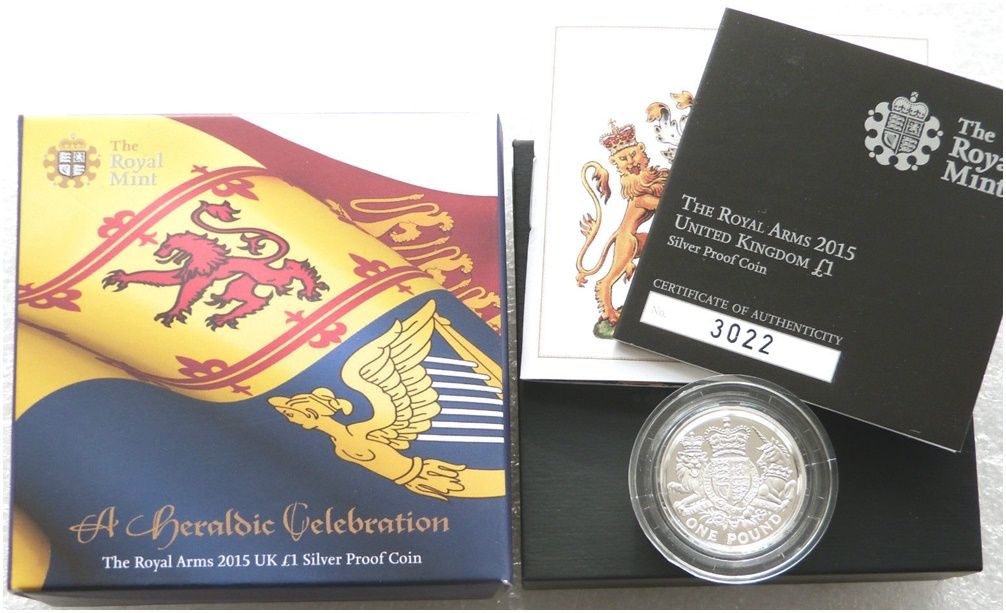 The
Royal
Mint
A Heraldic Celebration
The Royal Arms 2015 UK £1 Silver Proof Coin
The
Royal
Mint
The Royal Arms 2015
United Kingdom £1
Silver Proof Coin
CERTIFICATE OF AUTHENTICITY
No. 3022
ONE POUND